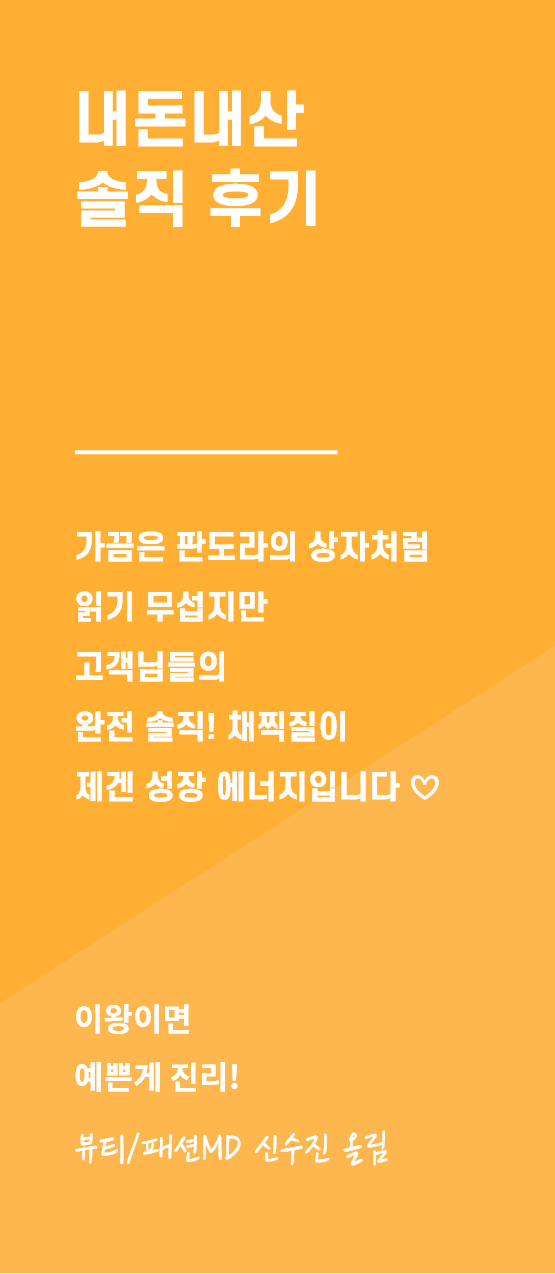 내돈내산
솔직 후기
가끔은 판도라의 상자처럼
읽기 무섭지만
고객님들의
완전 솔직! 채찍질이
제겐 성장 에너지입니다 ♡
이왕이면
예쁜게 진리!
뷰티/패션MD 신수진 올림